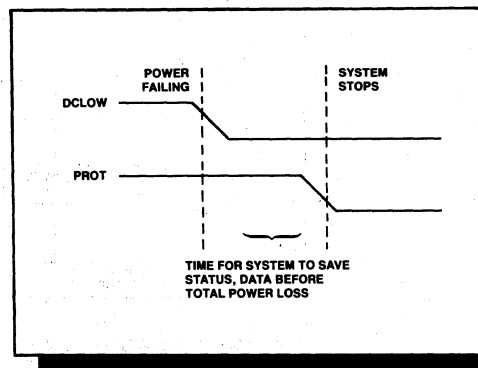 POWER
FAILING
SYSTEM
STOPS
DCLOW
PROT
TIME FOR SYSTEM TO SAVE
STATUS, DATA BEFORE
TOTAL POWER LOSS